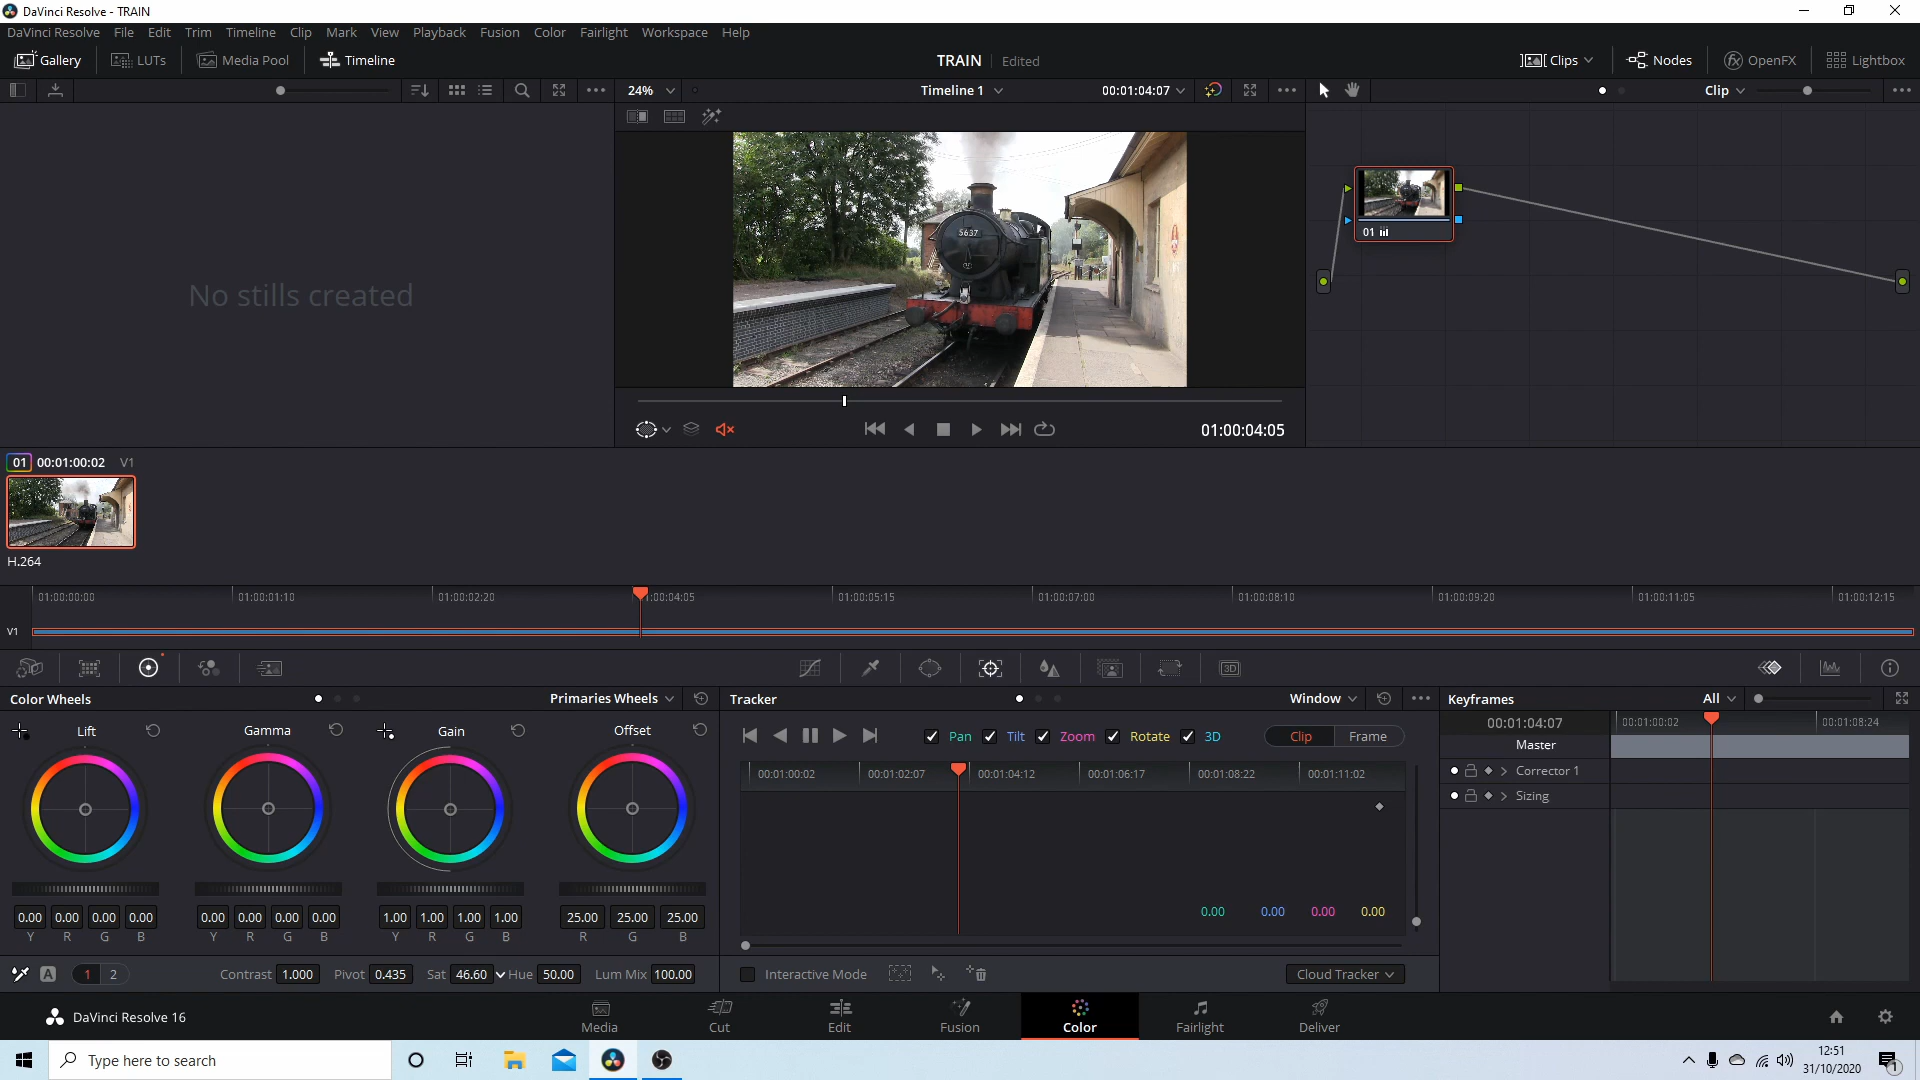 DaVinci Resolve - TRAIN
DaVinci Resolve File Edit Trim Timeline Clip Mark View Playback Fusion Color Fairlight Workspace Help
Gallery LUTs Media Pool Timeline TRAIN Edited Clips Nodes OpenFX Lightbox
24% Timeline 1 00:01:04:07 Clip
5637
01
No stills created
01:00:04:05
01 00:01:00:02 V1
H.264
01:00:00:00 01:00:01:10 01:00:02:20 1:00:04:05 01:00:05:15 01:00:07:00 01:00:08:10 01:00:09:20 01:00:11:05 01:00:12:15
V1
3D
Color Wheels Primaries Wheels Tracker Window Keyframes All
Lift Gamma Gain Offset
Pan Tilt Zoom Rotate 3D Clip Frame
00:01:04:07 00:01:00:02 00:01:08:24
Master
Corrector 1
Sizing
00:01:00:02 00:01:02:07 00:01:04:12 00:01:06:17 00:01:08:22 00:01:11:02
0.00 0.00 0.00 0.00
0.00 0.00 0.00 0.00 0.00 0.00 0.00 0.00 1.00 1.00 1.00 1.00 25.00 25.00 25.00
Y R G B Y R G B Y R G B R G B
A 1 2 Contrast 1.000 Pivot 0.435 Sat 46.60 Hue 50.00 Lum Mix 100.00
Interactive Mode Cloud Tracker
DaVinci Resolve 16
Media Cut Edit Fusion Color Fairlight Deliver
Type here to search
12:51
31/10/2020
1